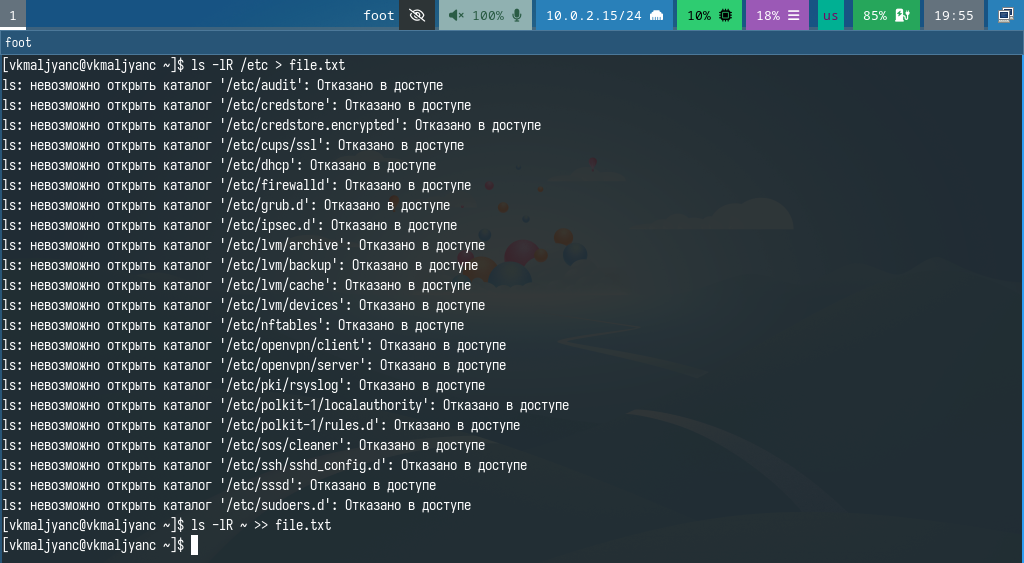 1
foot
100%
10.0.2.15/24
10%
18%
us
85%
19:55
foot
[vkmaljyanc@vkmaljyanc ~]$ ls -lR /etc > file.txt
ls: невозможно открыть каталог '/etc/audit': Отказано в доступе
ls: невозможно открыть каталог '/etc/credstore': Отказано в доступе
ls: невозможно открыть каталог '/etc/credstore.encrypted': Отказано в доступе
ls: невозможно открыть каталог '/etc/cups/ssl': Отказано в доступе
ls: невозможно открыть каталог '/etc/dhcp': Отказано в доступе
ls: невозможно открыть каталог '/etc/firewalld': Отказано в доступе
ls: невозможно открыть каталог '/etc/grub.d': Отказано в доступе
ls: невозможно открыть каталог '/etc/ipsec.d': Отказано в доступе
ls: невозможно открыть каталог '/etc/lvm/archive': Отказано в доступе
ls: невозможно открыть каталог '/etc/lvm/backup': Отказано в доступе
ls: невозможно открыть каталог '/etc/lvm/cache': Отказано в доступе
ls: невозможно открыть каталог '/etc/lvm/devices': Отказано в доступе
ls: невозможно открыть каталог '/etc/nftables': Отказано в доступе
ls: невозможно открыть каталог '/etc/openvpn/client': Отказано в доступе
ls: невозможно открыть каталог '/etc/openvpn/server': Отказано в доступе
ls: невозможно открыть каталог '/etc/pki/rsyslog': Отказано в доступе
ls: невозможно открыть каталог '/etc/polkit-1/localauthority': Отказано в доступе
ls: невозможно открыть каталог '/etc/polkit-1/rules.d': Отказано в доступе
ls: невозможно открыть каталог '/etc/sos/cleaner': Отказано в доступе
ls: невозможно открыть каталог '/etc/ssh/sshd_config.d': Отказано в доступе
ls: невозможно открыть каталог '/etc/sssd': Отказано в доступе
ls: невозможно открыть каталог '/etc/sudoers.d': Отказано в доступе
[vkmaljyanc@vkmaljyanc ~]$ ls -lR ~ >> file.txt
[vkmaljyanc@vkmaljyanc ~]$